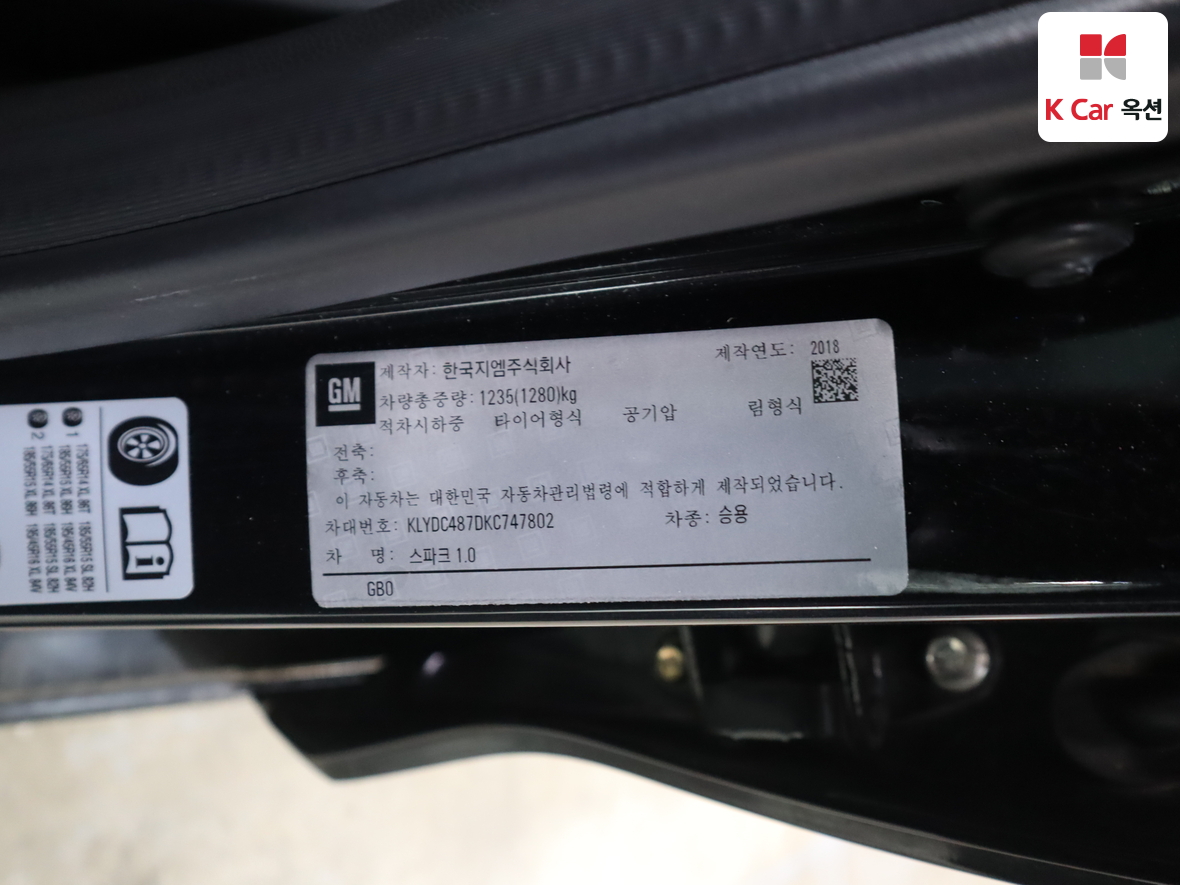 K Car 옥션
GM
제작자: 한국지엠주식회사 제작연도: 2018
차량총중량: 1235(1280)kg
적차시하중 타이어형식 공기압 림형식
전축:
후축:
이 자동차는 대한민국 자동차관리법령에 적합하게 제작되었습니다.
차대번호: KLYDC487DKC747802 차종: 승용
차 명: 스파크 1.0
GB0
1
2